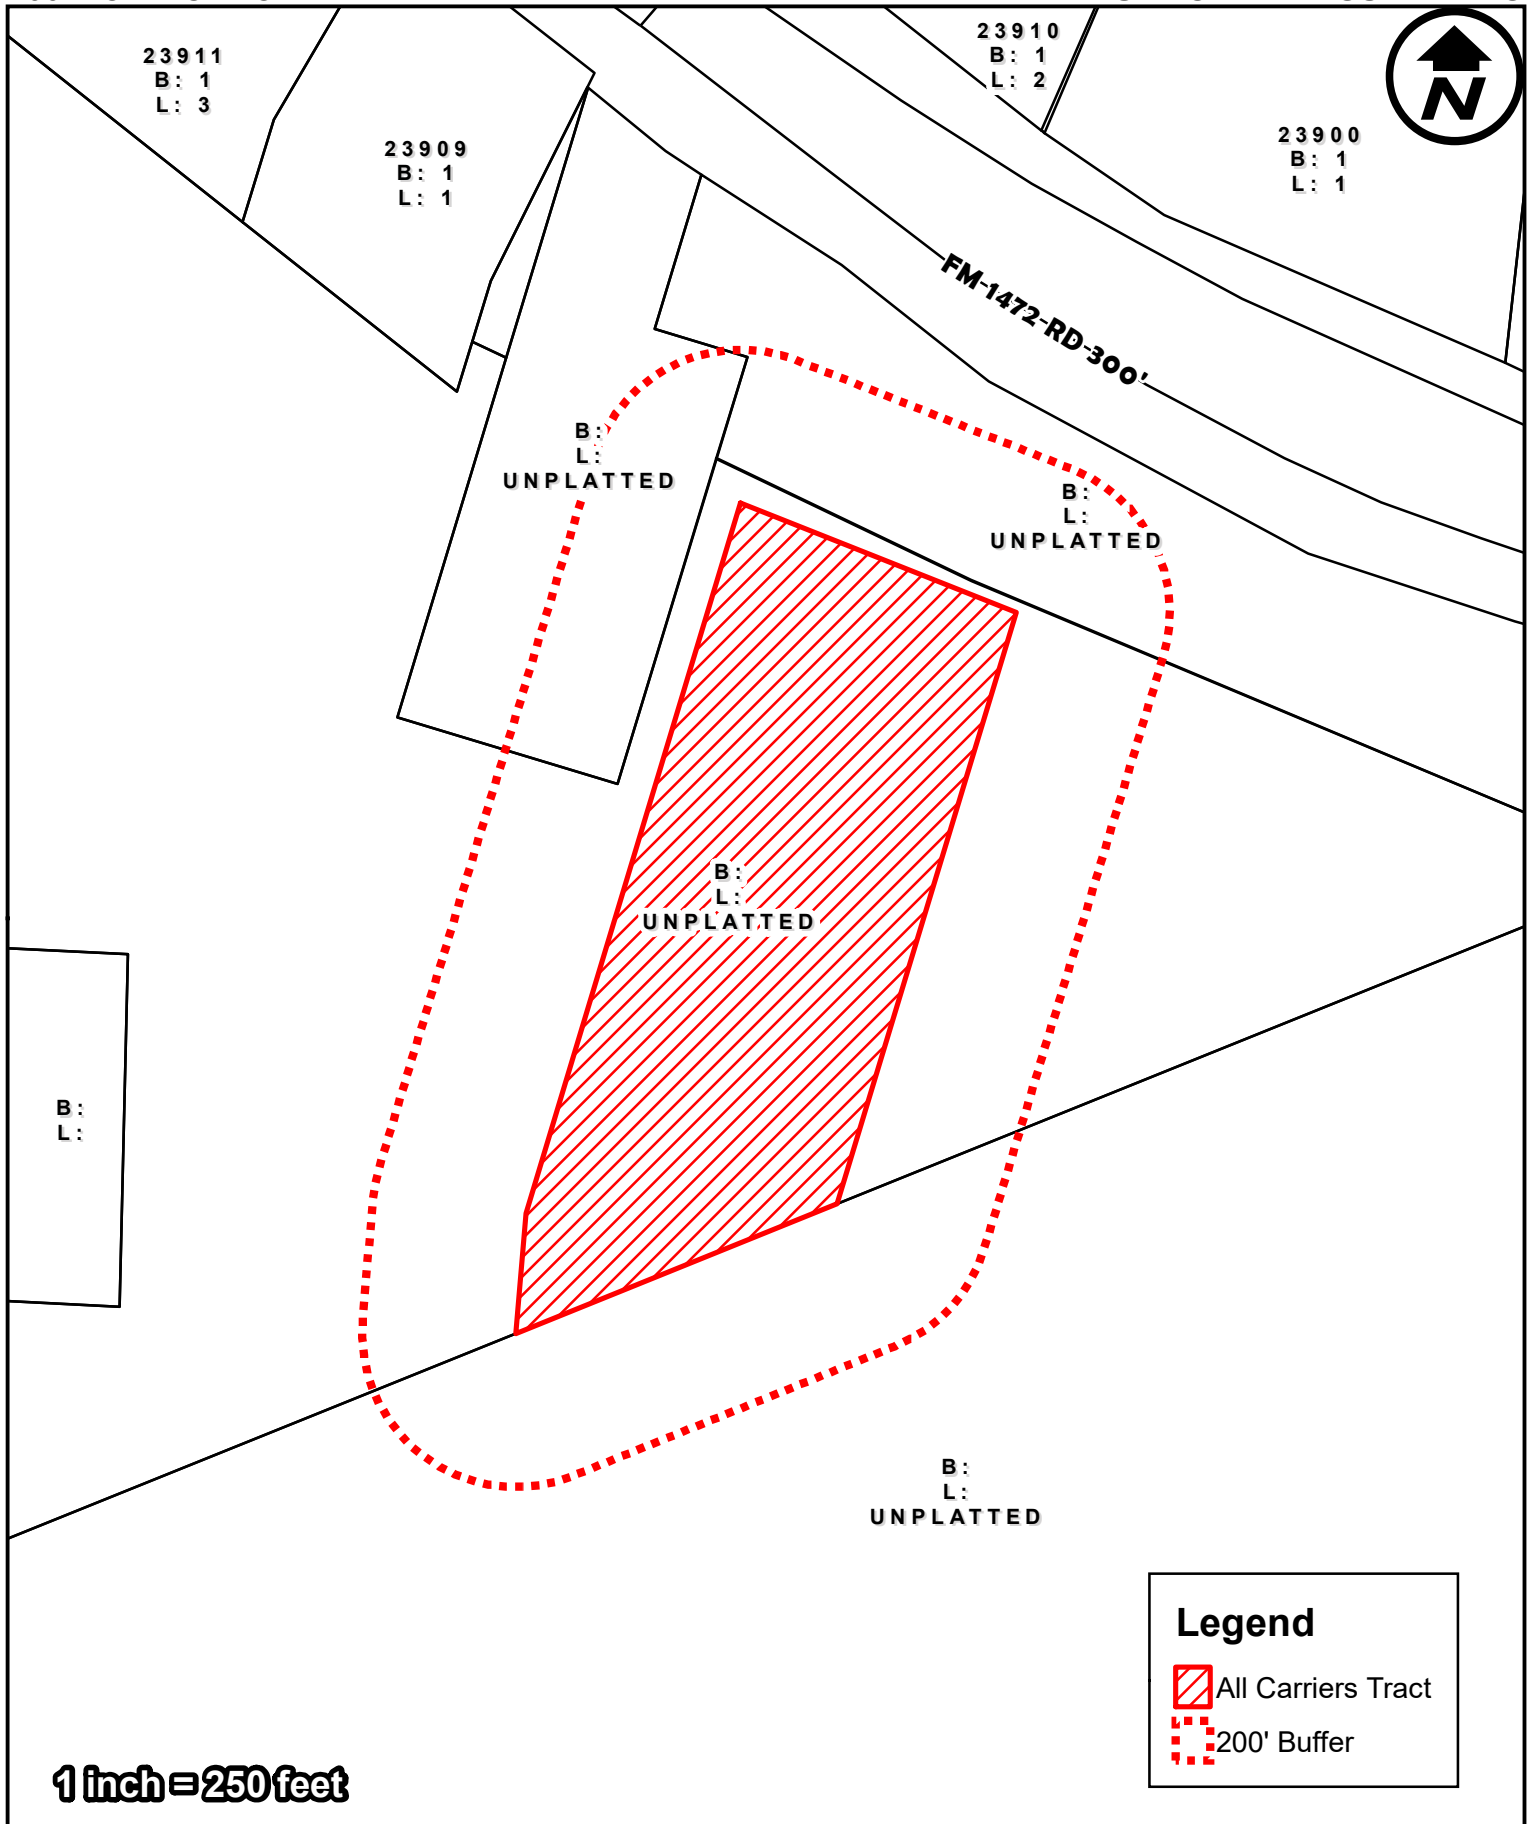 23911
B: 1
L: 3
23909
B: 1
L: 1
23910
B: 1
L: 2
23900
B: 1
L: 1
N
FM-1472-RD-300'
B:
L:
UNPLATTED
B:
L:
UNPLATTED
B:
L:
UNPLATTED
B:
L:
B:
L:
UNPLATTED
Legend
All Carriers Tract
200' Buffer
1 inch = 250 feet